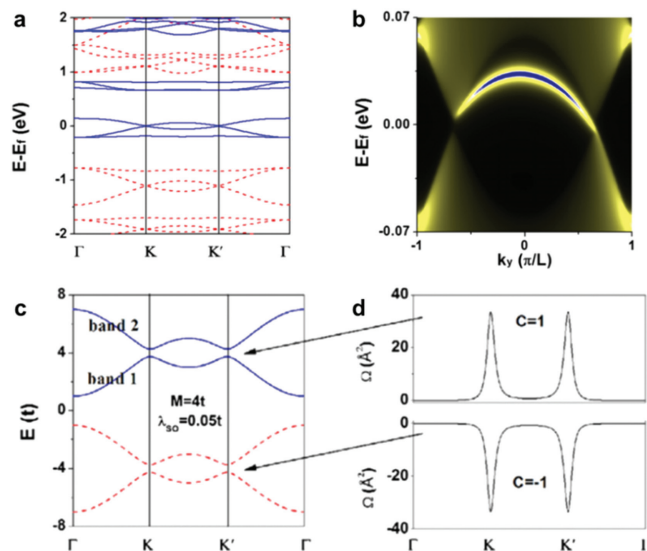 a
2
1
0
-1
-2
E-Ef (eV)
Γ K K′ Γ
b
0.07
0.00
-0.07
E-Ef (eV)
-1 0 1
ky (π/L)
c
8
4
0
-4
-8
E (t)
band 2
band 1
M=4t
λSO=0.05t
Γ K K′ Γ
d
40
20
0
Ω (Å²)
C=1
0
-20
-40
Ω (Å²)
C=-1
Γ K K′